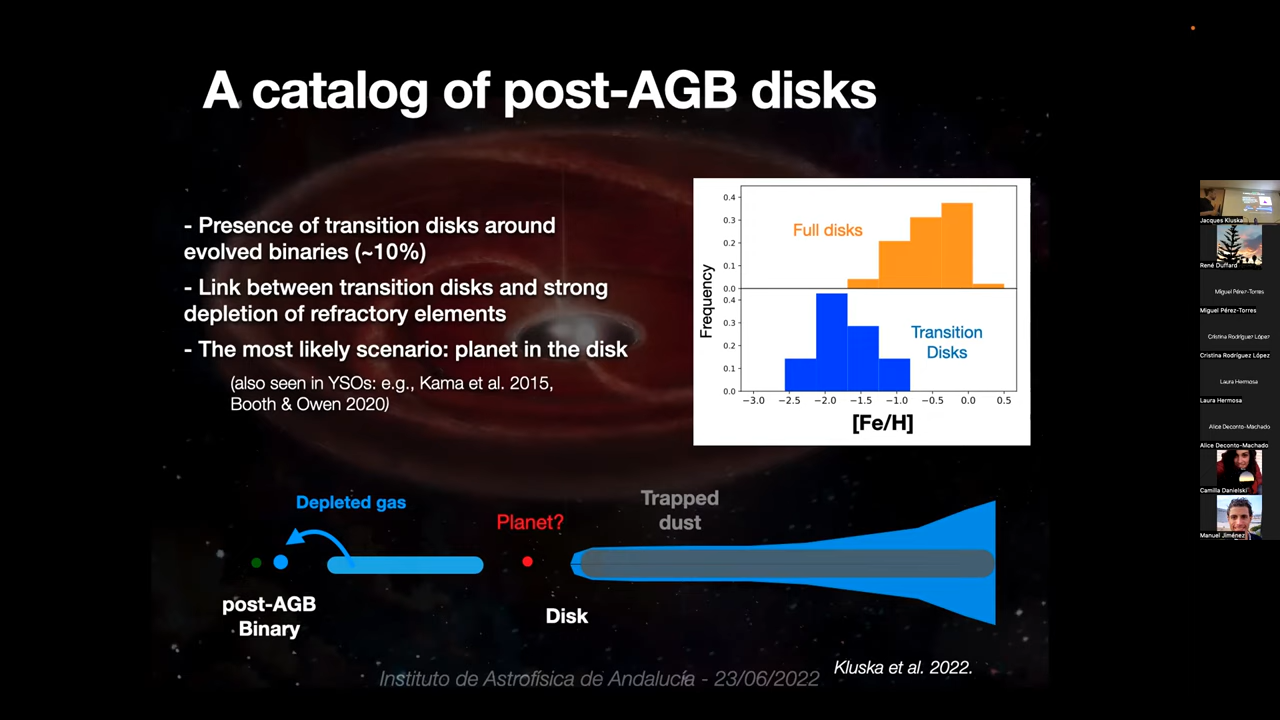 A catalog of post-AGB disks
- Presence of transition disks around
evolved binaries (~10%)
- Link between transition disks and strong
depletion of refractory elements
- The most likely scenario: planet in the disk
(also seen in YSOs: e.g., Kama et al. 2015,
Booth & Owen 2020)
Frequency
0.4
0.3
0.2
0.1
0.0
Full disks
0.4
0.3
0.2
0.1
0.0
Transition
Disks
−3.0 −2.5 −2.0 −1.5 −1.0 −0.5 0.0 0.5
[Fe/H]
Depleted gas
Planet?
Trapped
dust
post-AGB
Binary
Disk
Kluska et al. 2022.
Instituto de Astrofísica de Andalucía - 23/06/2022
Jacques Kluska
René Duffard
Miguel Pérez-Torres
Miguel Pérez-Torres
Cristina Rodríguez López
Cristina Rodríguez López
Laura Hermosa
Laura Hermosa
Alice Deconto-Machado
Alice Deconto-Machado
Camilla Danielski
Manuel Jiménez